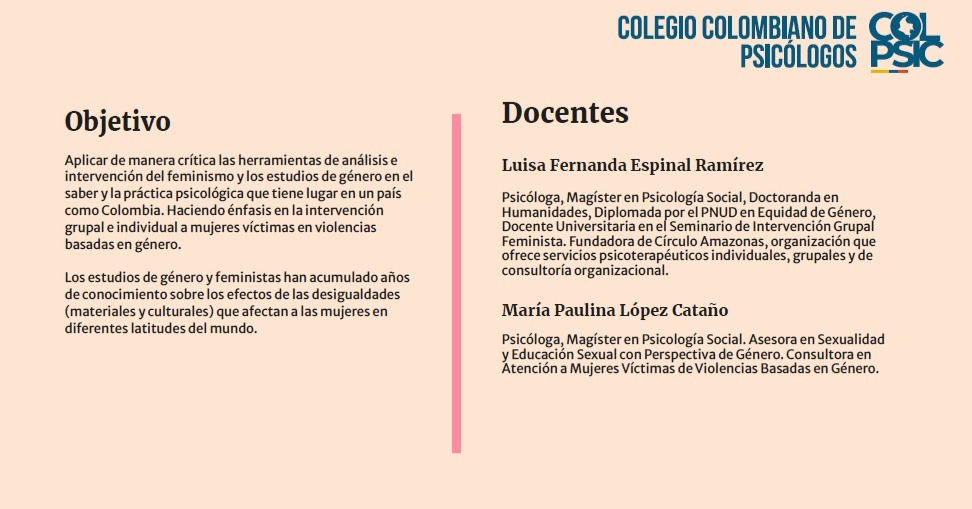 COLEGIO COLOMBIANO DE
PSICÓLOGOS
COL
PSIC
Objetivo
Aplicar de manera crítica las herramientas de análisis e
intervención del feminismo y los estudios de género en el
saber y la práctica psicológica que tiene lugar en un país
como Colombia. Haciendo énfasis en la intervención
grupal e individual a mujeres víctimas en violencias
basadas en género.
Los estudios de género y feministas han acumulado años
de conocimiento sobre los efectos de las desigualdades
(materiales y culturales) que afectan a las mujeres en
diferentes latitudes del mundo.
Docentes
Luisa Fernanda Espinal Ramírez
Psicóloga, Magíster en Psicología Social, Doctoranda en
Humanidades, Diplomada por el PNUD en Equidad de Género,
Docente Universitaria en el Seminario de Intervención Grupal
Feminista. Fundadora de Círculo Amazonas, organización que
ofrece servicios psicoterapéuticos individuales, grupales y de
consultoría organizacional.
María Paulina López Cataño
Psicóloga, Magíster en Psicología Social. Asesora en Sexualidad
y Educación Sexual con Perspectiva de Género. Consultora en
Atención a Mujeres Víctimas de Violencias Basadas en Género.